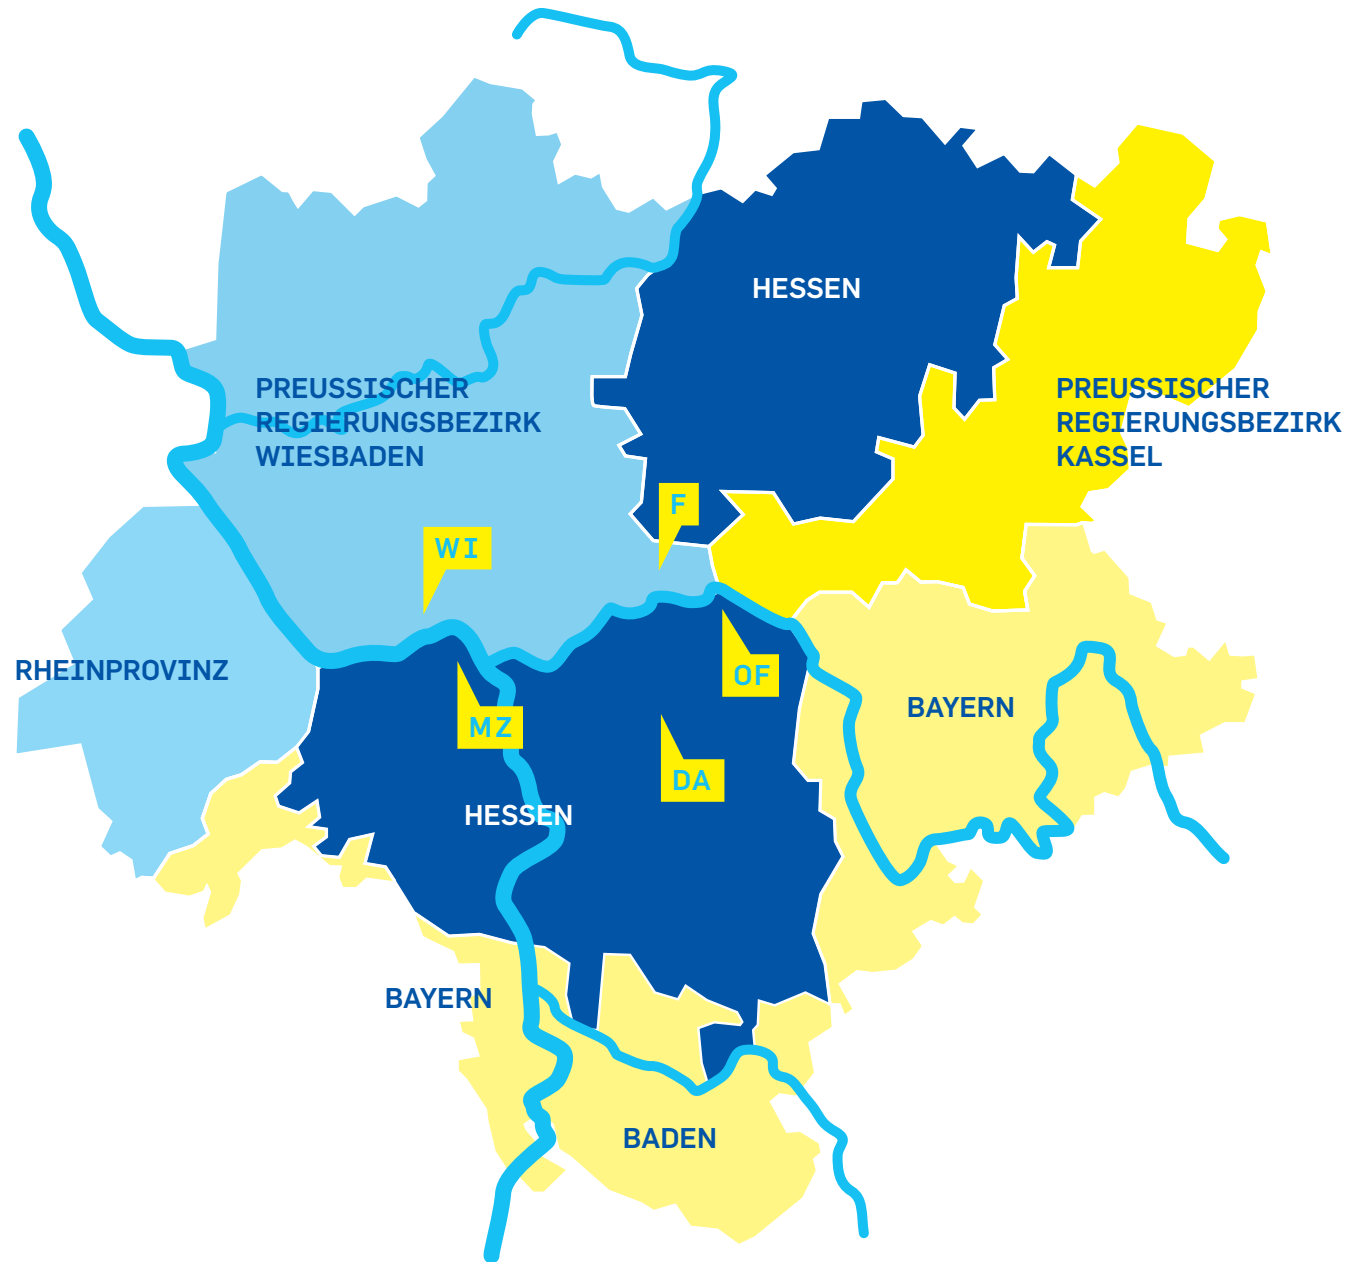 HESSEN
PREUSSISCHER
REGIERUNGSBEZIRK
WIESBADEN
PREUSSISCHER
REGIERUNGSBEZIRK
KASSEL
F
WI
RHEINPROVINZ
OF
BAYERN
MZ
DA
HESSEN
BAYERN
BADEN